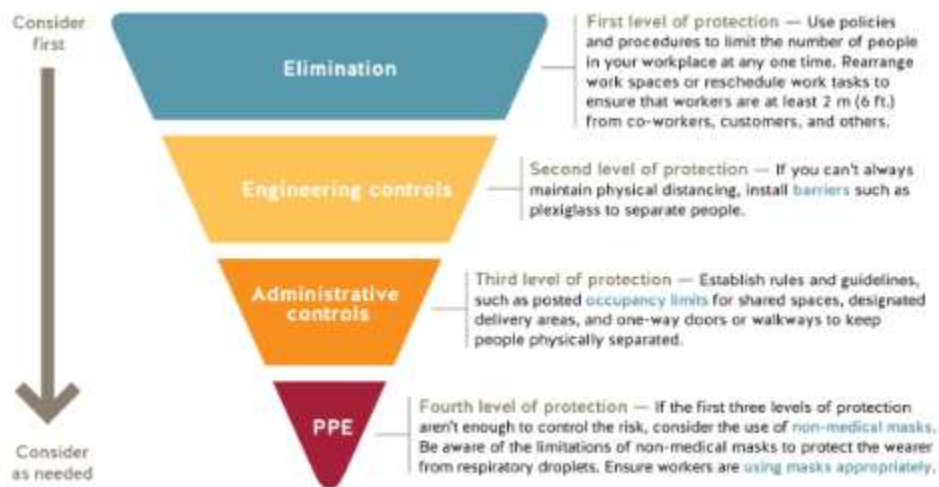 Consider
first
Elimination
First level of protection — Use policies
and procedures to limit the number of people
in your workplace at any one time. Rearrange
work spaces or reschedule work tasks to
ensure that workers are at least 2 m (6 ft.)
from co-workers, customers, and others.
Engineering controls
Second level of protection — If you can't always
maintain physical distancing, install barriers such as
plexiglass to separate people.
Administrative
controls
Third level of protection — Establish rules and guidelines,
such as posted occupancy limits for shared spaces, designated
delivery areas, and one-way doors or walkways to keep
people physically separated.
PPE
Fourth level of protection — If the first three levels of protection
aren't enough to control the risk, consider the use of non-medical masks.
Be aware of the limitations of non-medical masks to protect the wearer
from respiratory droplets. Ensure workers are using masks appropriately.
Consider
as needed